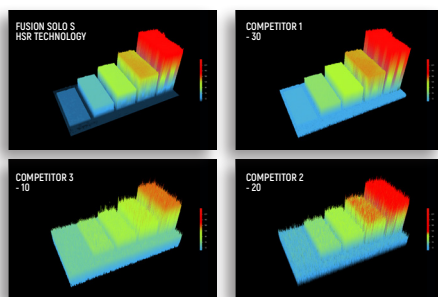 FUSION SOLO S
HSR TECHNOLOGY
COMPETITOR 1
- 30
COMPETITOR 3
- 10
COMPETITOR 2
- 20